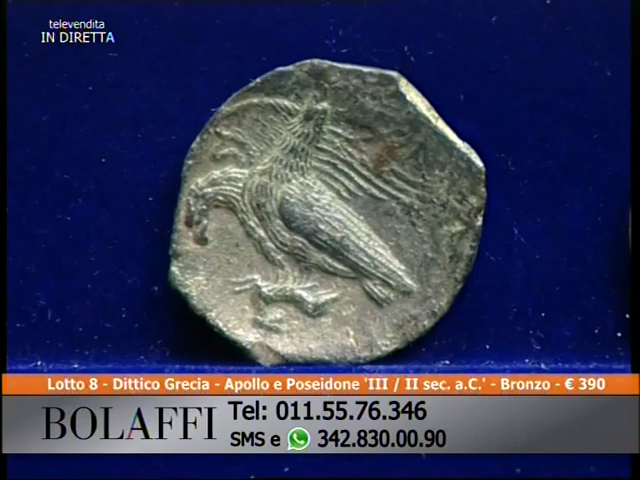 televendita
IN DIRETTA
Lotto 8 - Dittico Grecia - Apollo e Poseidone 'III / II sec. a.C.' - Bronzo - € 390
BOLAFFI
Tel: 011.55.76.346
SMS e 342.830.00.90